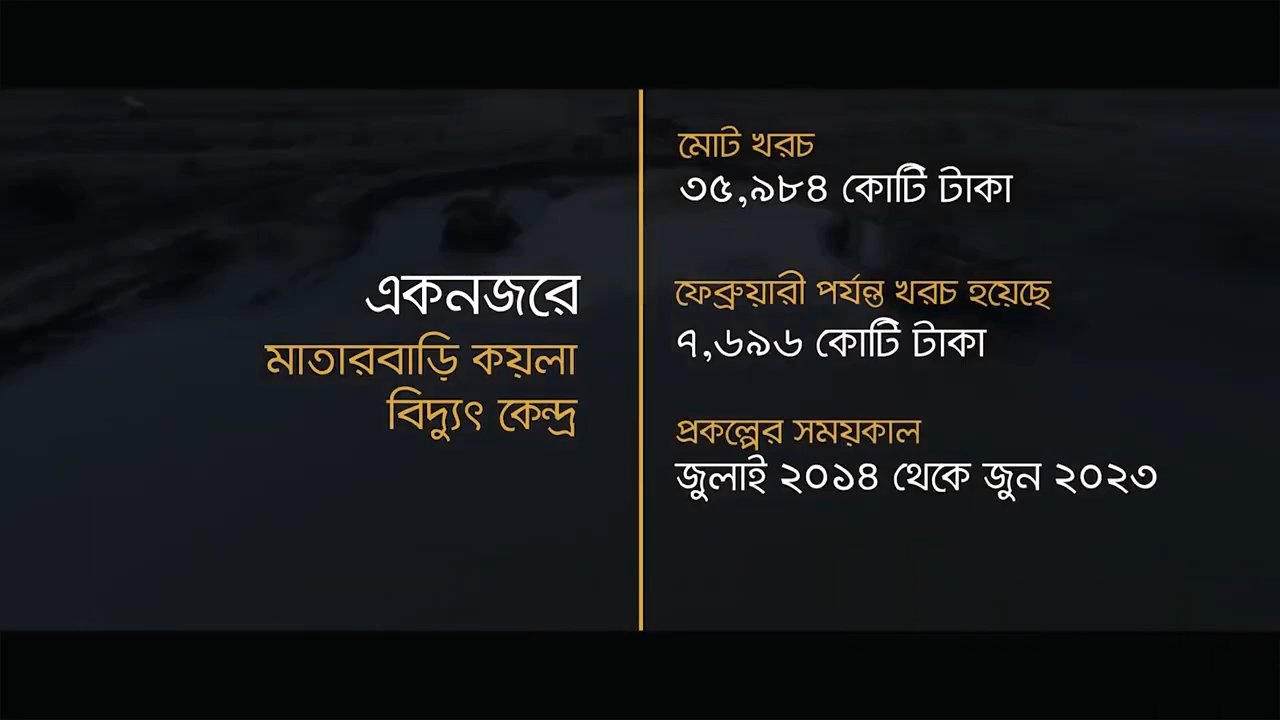 একনজরে
মাতারবাড়ি কয়লা
বিদ্যুৎ কেন্দ্র
মোট খরচ
৩৫,৯৮৪ কোটি টাকা
ফেব্রুয়ারী পর্যন্ত খরচ হয়েছে
৭,৬৯৬ কোটি টাকা
প্রকল্পের সময়কাল
জুলাই ২০১৪ থেকে জুন ২০২৩